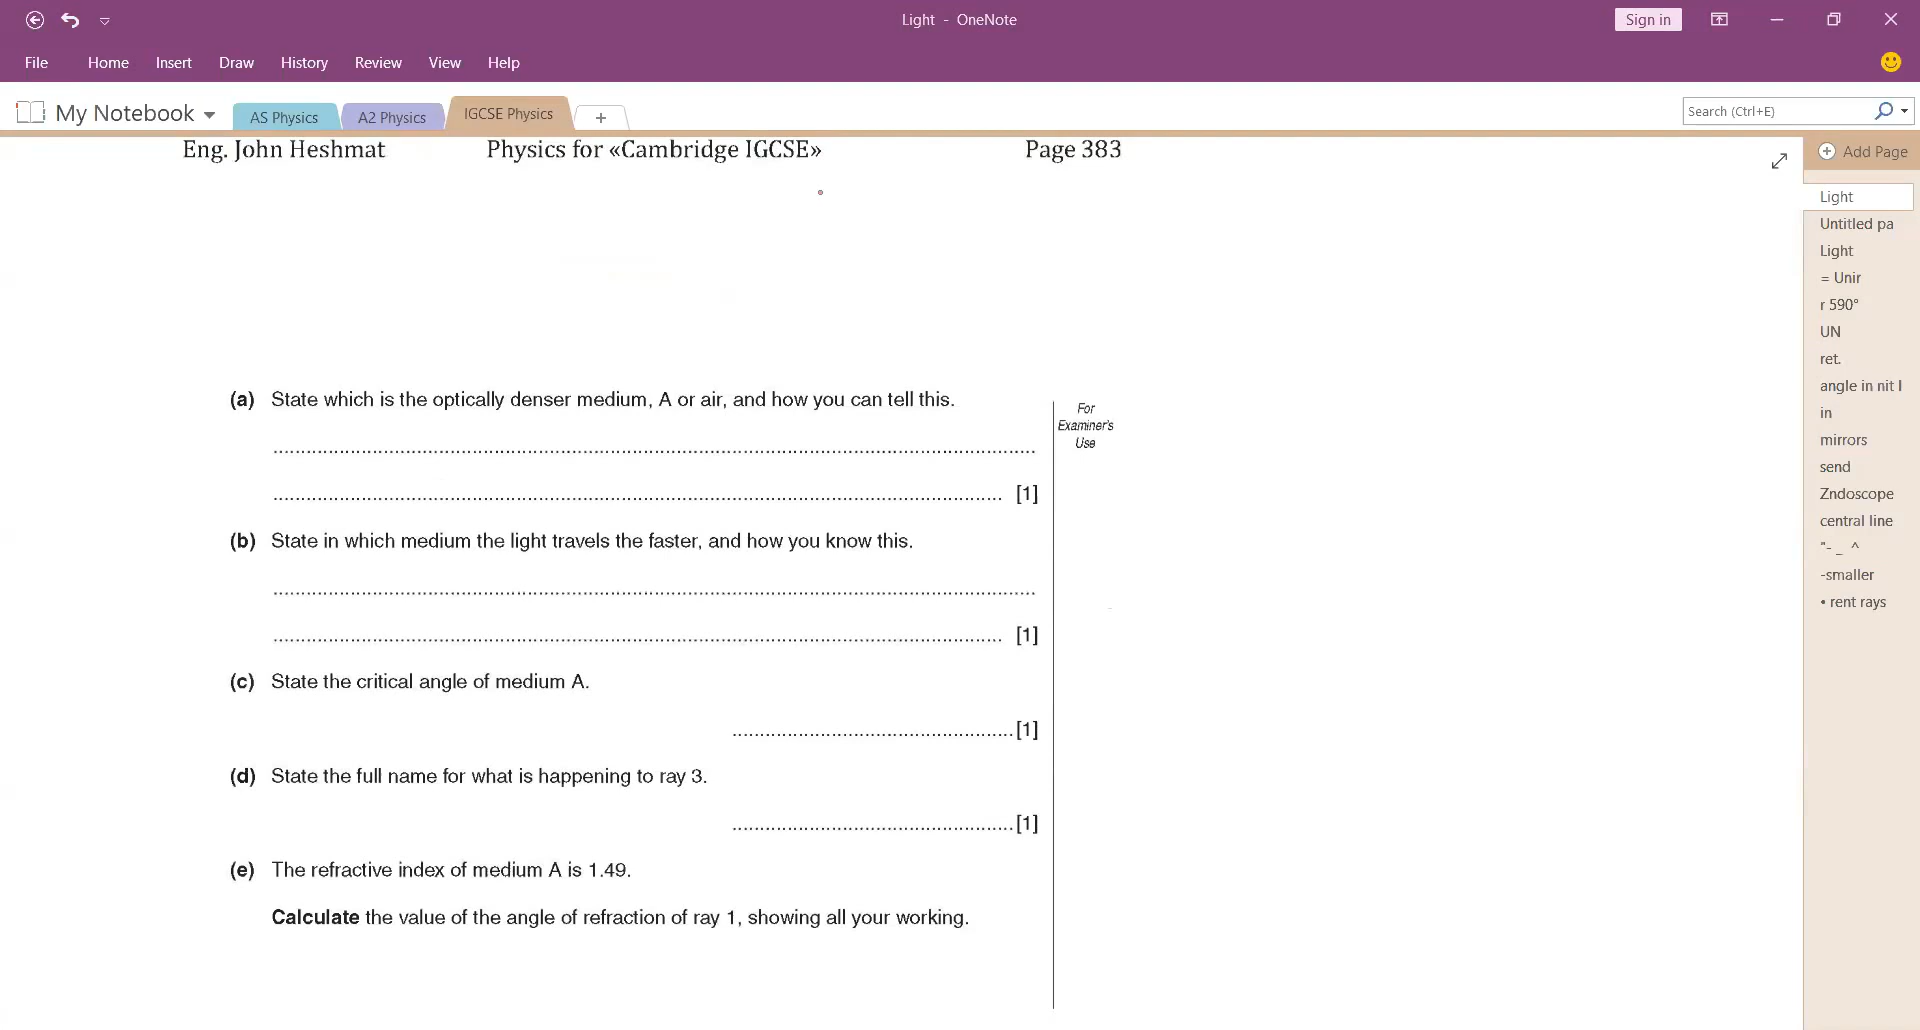 Light - OneNote
Sign in
File Home Insert Draw History Review View Help
My Notebook AS Physics A2 Physics IGCSE Physics +
Search (Ctrl+E)
Eng. John Heshmat Physics for «Cambridge IGCSE» Page 383
Add Page
Light
Untitled pa
Light
= Unir
r 590°
UN
ret.
angle in nit I
in
mirrors
send
Zndoscope
central line
"- _ ^
-smaller
• rent rays
(a) State which is the optically denser medium, A or air, and how you can tell this.
For
Examiner's
Use
..........................................................................................................................................
.................................................................................................................................... [1]
(b) State in which medium the light travels the faster, and how you know this.
..........................................................................................................................................
.................................................................................................................................... [1]
(c) State the critical angle of medium A.
...................................................[1]
(d) State the full name for what is happening to ray 3.
...................................................[1]
(e) The refractive index of medium A is 1.49.
Calculate the value of the angle of refraction of ray 1, showing all your working.